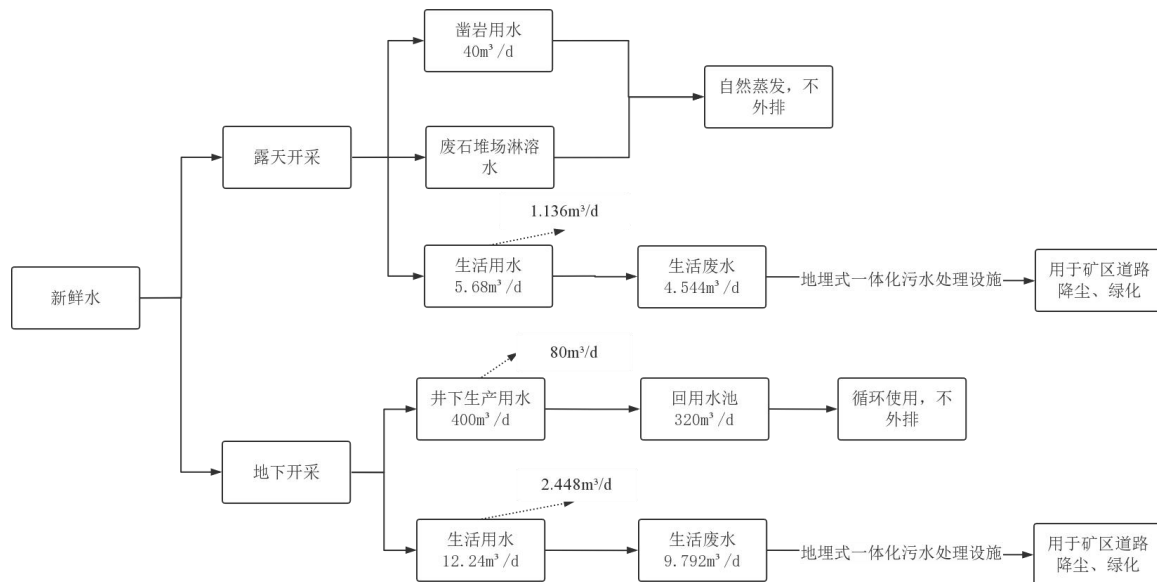 凿岩用水
40m³/d
自然蒸发，不
外排
露天开采
废石堆场淋溶
水
1.136m³/d
生活用水
5.68m³/d
生活废水
4.544m³/d
地埋式一体化污水处理设施
用于矿区道路
降尘、绿化
新鲜水
80m³/d
井下生产用水
400m³/d
回用水池
320m³/d
循环使用，不
外排
地下开采
2.448m³/d
生活用水
12.24m³/d
生活废水
9.792m³/d
地埋式一体化污水处理设施
用于矿区道路
降尘、绿化